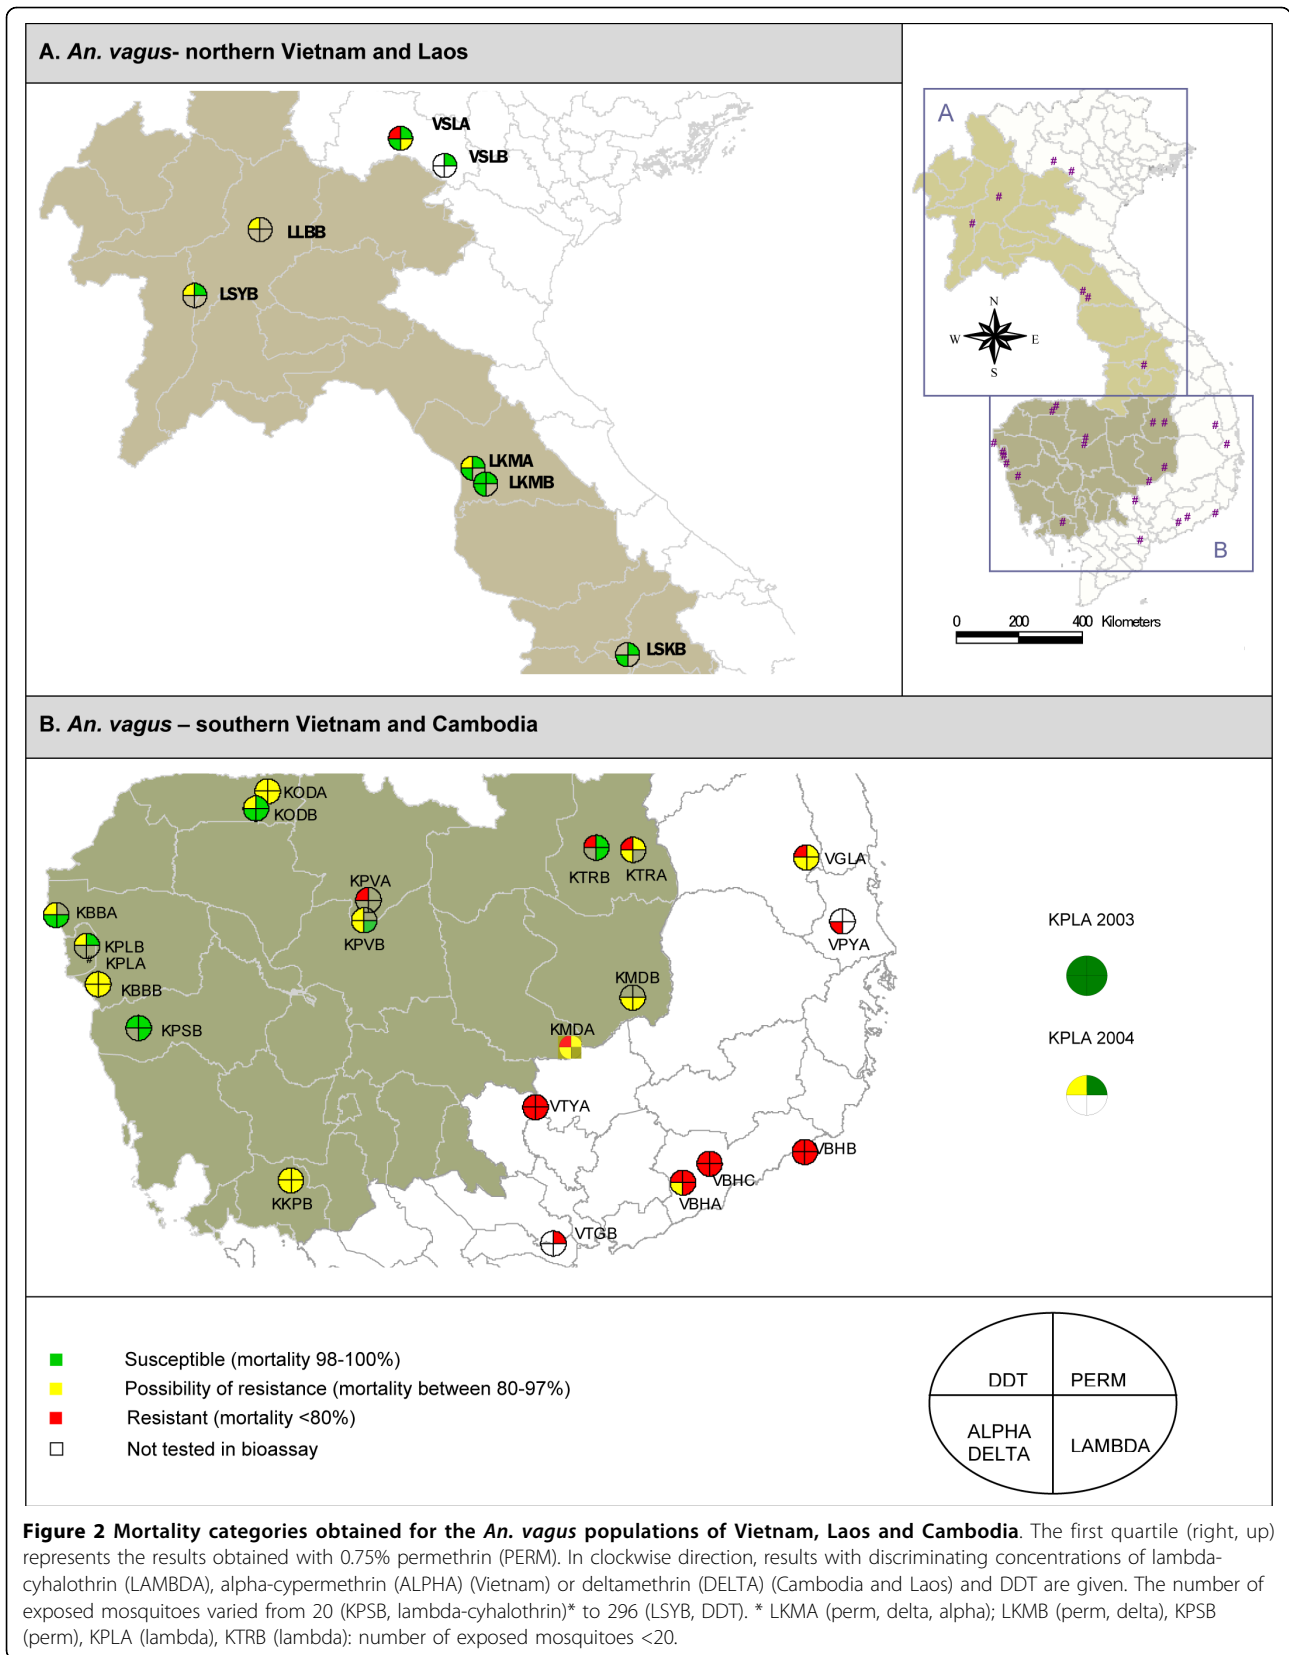 A. An. vagus- northern Vietnam and Laos
VSLA
VSLB
LLBB
LSYB
LKMA
LKMB
LSKB
A
N
W
E
S
B
0 200 400 Kilometers
B. An. vagus – southern Vietnam and Cambodia
KODA
KODB
KTRB
KTRA
VGLA
KPVA
KPVB
KBBA
KPLB
KPLA
KBBB
KPSB
VPYA
KMDB
KMDA
VTYA
VBHB
VBHC
VBHA
KKPB
VTGB
KPLA 2003
KPLA 2004
Susceptible (mortality 98-100%)
Possibility of resistance (mortality between 80-97%)
Resistant (mortality <80%)
Not tested in bioassay
DDT PERM
ALPHA
DELTA
LAMBDA
Figure 2 Mortality categories obtained for the An. vagus populations of Vietnam, Laos and Cambodia. The first quartile (right, up)
represents the results obtained with 0.75% permethrin (PERM). In clockwise direction, results with discriminating concentrations of lambda-
cyhalothrin (LAMBDA), alpha-cypermethrin (ALPHA) (Vietnam) or deltamethrin (DELTA) (Cambodia and Laos) and DDT are given. The number of
exposed mosquitoes varied from 20 (KPSB, lambda-cyhalothrin)* to 296 (LSYB, DDT). * LKMA (perm, delta, alpha); LKMB (perm, delta), KPSB
(perm), KPLA (lambda), KTRB (lambda): number of exposed mosquitoes <20.